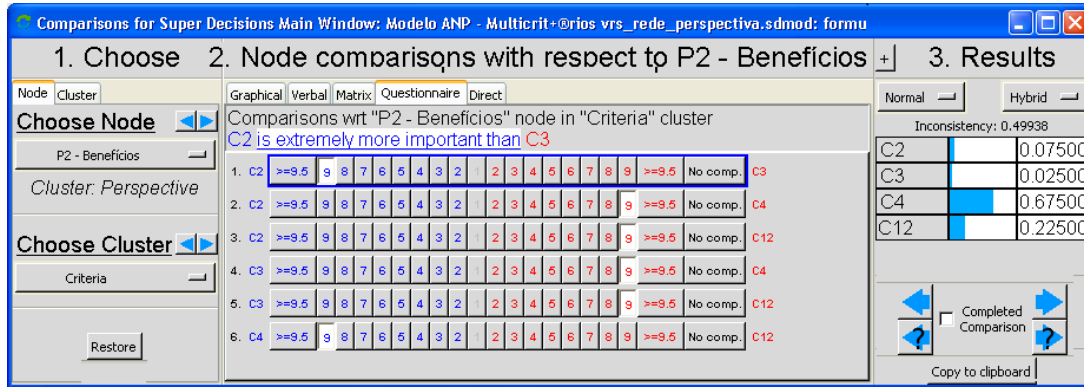 Comparisons for Super Decisions Main Window: Modelo ANP - Multicrit+®rios vrs_rede_perspectiva.sdmod: formu
1. Choose
2. Node comparisons with respect to P2 - Benefícios
+
3. Results
Node Cluster
Choose Node
P2 - Benefícios
Cluster: Perspective
Choose Cluster
Criteria
Restore
Graphical Verbal Matrix Questionnaire Direct
Comparisons wrt "P2 - Benefícios" node in "Criteria" cluster
C2 is extremely more important than C3
1. C2 >=9.5 9 8 7 6 5 4 3 2 1 2 3 4 5 6 7 8 9 >=9.5 No comp. C3
2. C2 >=9.5 9 8 7 6 5 4 3 2 1 2 3 4 5 6 7 8 9 >=9.5 No comp. C4
3. C2 >=9.5 9 8 7 6 5 4 3 2 1 2 3 4 5 6 7 8 9 >=9.5 No comp. C12
4. C3 >=9.5 9 8 7 6 5 4 3 2 1 2 3 4 5 6 7 8 9 >=9.5 No comp. C4
5. C3 >=9.5 9 8 7 6 5 4 3 2 1 2 3 4 5 6 7 8 9 >=9.5 No comp. C12
6. C4 >=9.5 9 8 7 6 5 4 3 2 1 2 3 4 5 6 7 8 9 >=9.5 No comp. C12
Normal Hybrid
Inconsistency: 0.49938
C2 0.07500
C3 0.02500
C4 0.67500
C12 0.22500
Completed
Comparison
? ?
Copy to clipboard